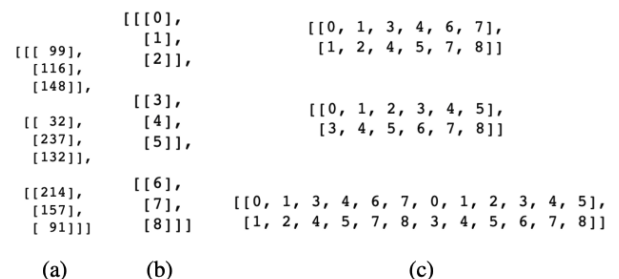 [[[ 99],
[116],
[148]],
[[ 32],
[237],
[132]],
[[214],
[157],
[ 91]]]
(a)
[[[0],
[1],
[2]],
[[3],
[4],
[5]],
[[6],
[7],
[8]]]
(b)
[[0, 1, 3, 4, 6, 7],
[1, 2, 4, 5, 7, 8]]
[[0, 1, 2, 3, 4, 5],
[3, 4, 5, 6, 7, 8]]
[[0, 1, 3, 4, 6, 7, 0, 1, 2, 3, 4, 5],
[1, 2, 4, 5, 7, 8, 3, 4, 5, 6, 7, 8]]
(c)